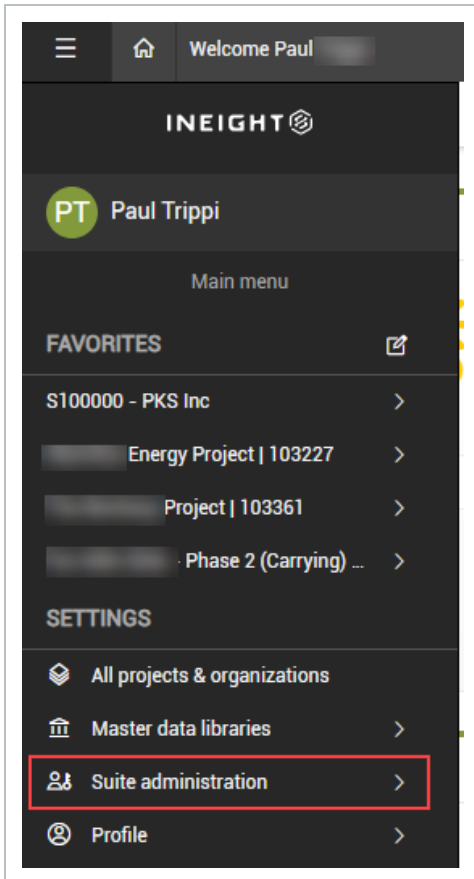 Welcome Paul
INEIGHT
PT Paul Trippi
Main menu
FAVORITES
S100000 - PKS Inc
Energy Project | 103227
Project | 103361
- Phase 2 (Carrying) ...
SETTINGS
All projects & organizations
Master data libraries
Suite administration
Profile